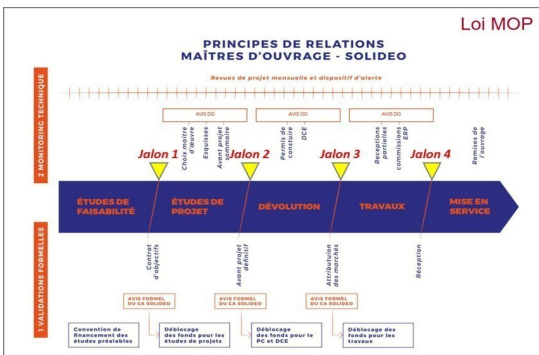 Loi MOP
PRINCIPES DE RELATIONS
MAÎTRES D'OUVRAGE - SOLIDEO
Revues de projet mensuelle et dispositif d'alerte
2 MONITORING TECHNIQUE
AVIS DO
AVIS DO
AVIS DO
Choix maitre
d'œuvre
Esquisses
Avant projet
sommaire
Permis de
constuire
DCE
Receptions
partielles
commissions
ERP
Remises de
l'ouvrage
Jalon 1
Jalon 2
Jalon 3
Jalon 4
ÉTUDES DE
FAISABILITÉ
ÉTUDES DE
PROJET
DÉVOLUTION
TRAVAUX
MISE EN
SERVICE
1 VALIDATIONS FORMELLES
Contrat
d'objectifs
Avant projet
définitif
Attributuion
des marchés
Réception
AVIS FORMEL
DU CA SOLIDEO
AVIS FORMEL
DU CA SOLIDEO
AVIS FORMEL
DU CA SOLIDEO
Convention de
financement des
études préalables
Déblocage
des fonds pour les
études de projets
Déblocage
des fonds pour le
PC et DCE
Déblocage des
fonds pour les
travaux